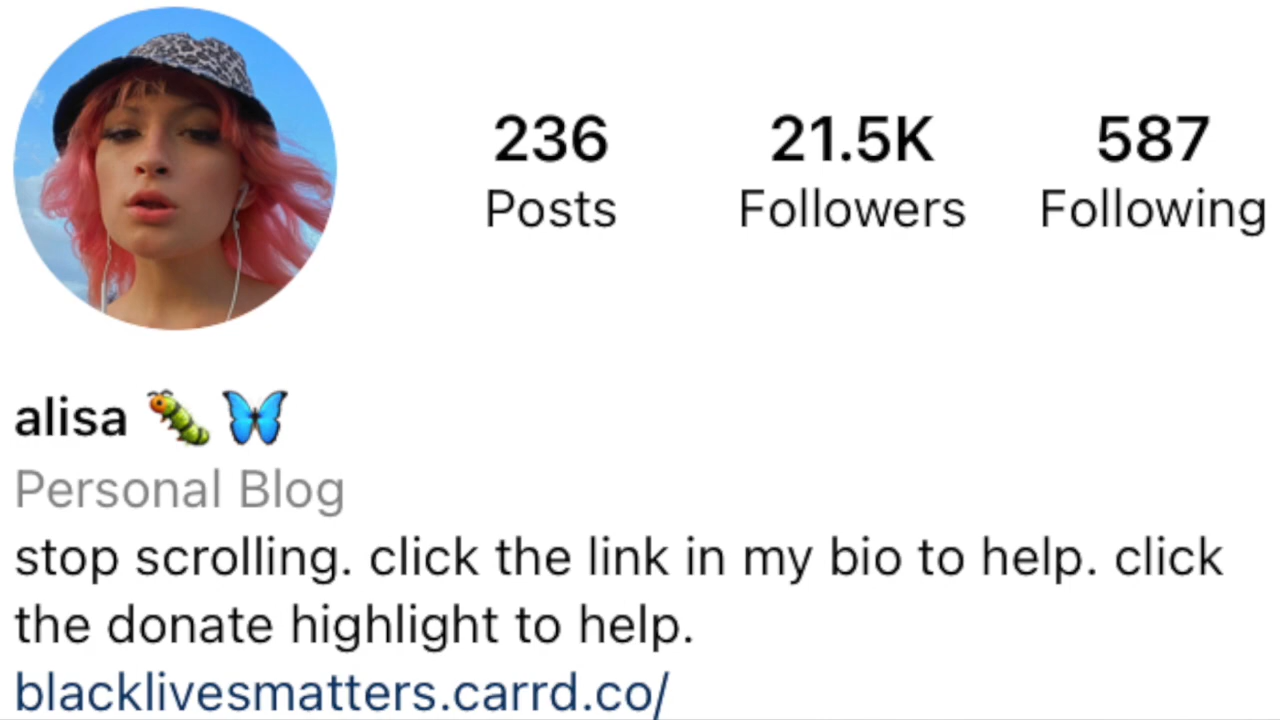 236 21.5K 587
Posts Followers Following
alisa 🐛 🦋
Personal Blog
stop scrolling. click the link in my bio to help. click
the donate highlight to help.
blacklivesmatters.carrd.co/